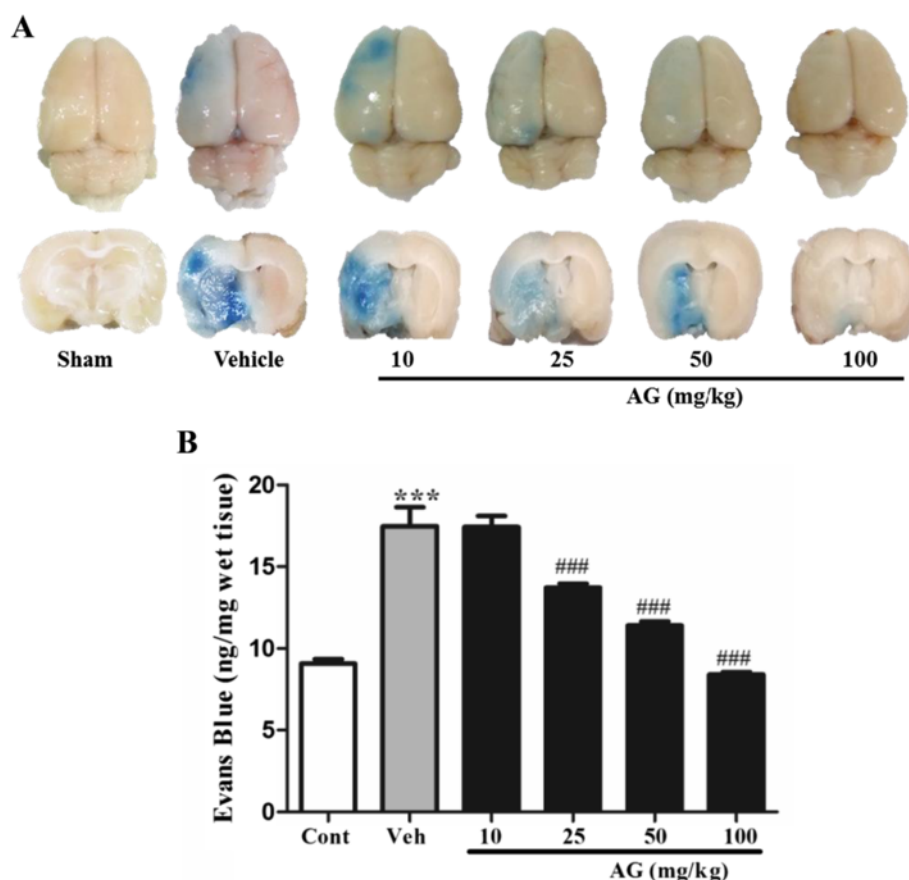 A
Sham Vehicle 10 25 50 100
AG (mg/kg)
B
Evans Blue (ng/mg wet tisue)
20
15
10
5
0
***
###
###
###
Cont Veh 10 25 50 100
AG (mg/kg)